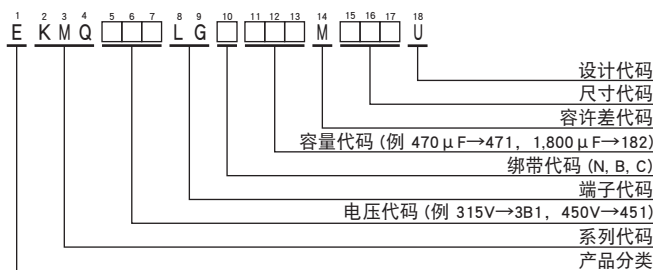 1 2 3 4 5 6 7 8 9 10 11 12 13 14 15 16 17 18
E K M Q □ □ □ L G □ □ □ □ M □ □ □ U
设计代码
尺寸代码
容许差代码
容量代码 (例 470μF→471, 1,800μF→182)
绑带代码 (N, B, C)
端子代码
电压代码 (例 315V→3B1, 450V→451)
系列代码
产品分类